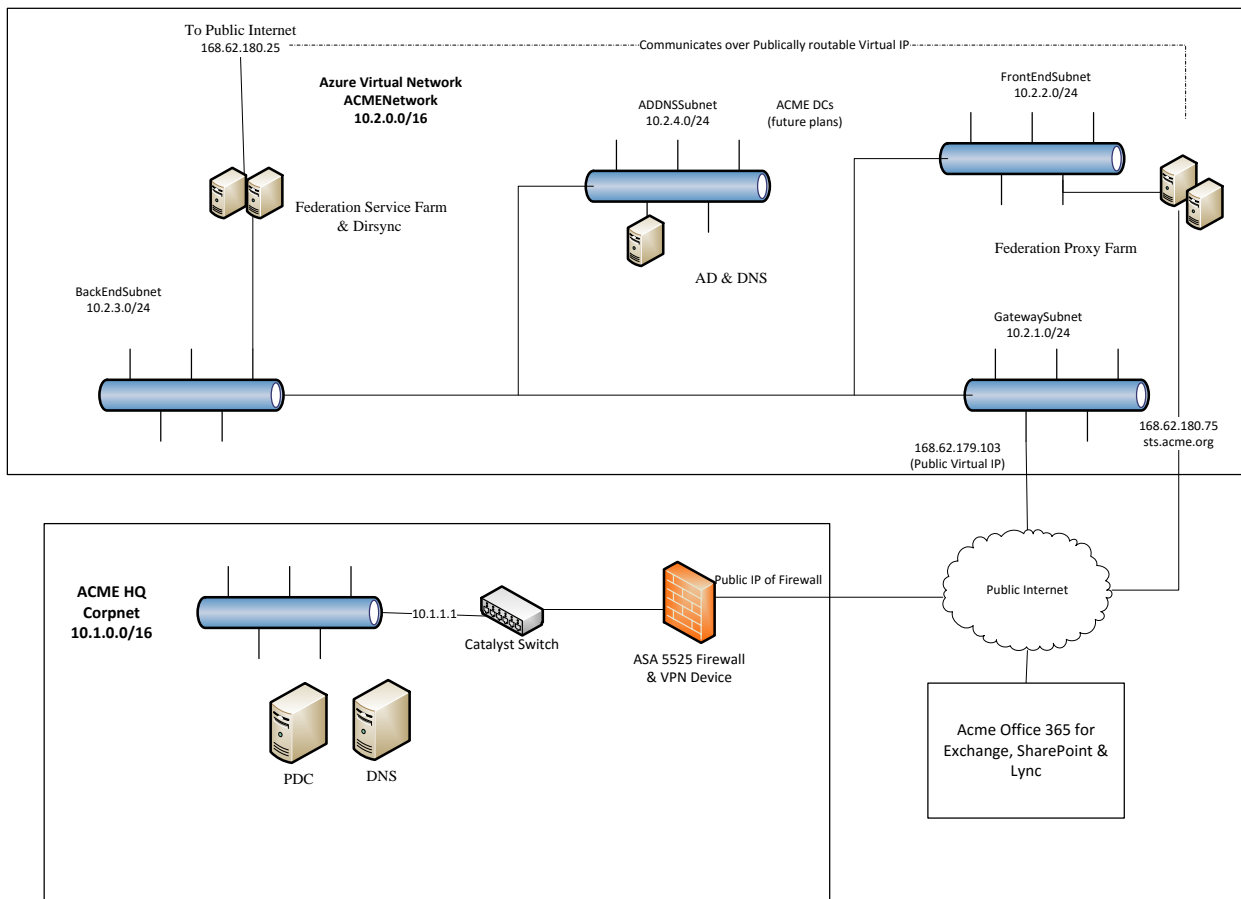 To Public Internet
168.62.180.25
Communicates over Publically routable Virtual IP
Azure Virtual Network
ACMENetwork
10.2.0.0/16
ADDNSSubnet
10.2.4.0/24
ACME DCs
(future plans)
FrontEndSubnet
10.2.2.0/24
Federation Service Farm
& Dirsync
AD & DNS
Federation Proxy Farm
BackEndSubnet
10.2.3.0/24
GatewaySubnet
10.2.1.0/24
168.62.179.103
(Public Virtual IP)
168.62.180.75
sts.acme.org
ACME HQ
Corpnet
10.1.0.0/16
10.1.1.1
Catalyst Switch
Public IP of Firewall
ASA 5525 Firewall
& VPN Device
Public Internet
PDC
DNS
Acme Office 365 for
Exchange, SharePoint &
Lync